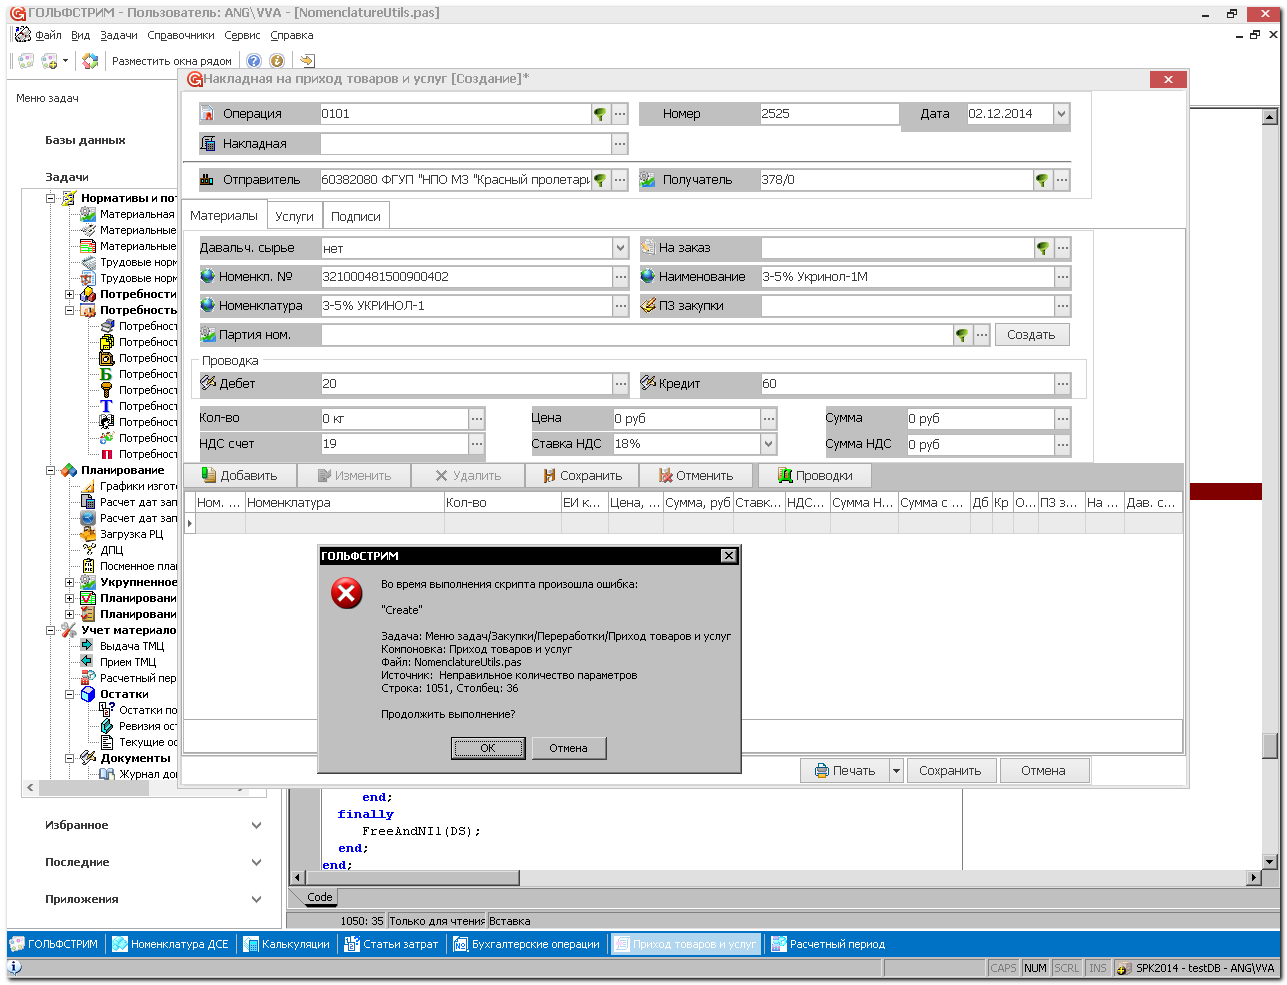 ГОЛЬФСТРИМ - Пользователь: ANG\VVA - [NomenclatureUtils.pas]
Файл Вид Задачи Справочники Сервис Справка
Разместить окна рядом
Накладная на приход товаров и услуг [Создание]*
Меню задач
Базы данных
Задачи
Нормативы и пот
Материальная
Материальные
Материальные
Трудовые норм
Трудовые норм
Потребности
Потребность
Потребност
Потребност
Потребност
Потребност
Потребност
Потребност
Потребност
Потребност
Потребност
Планирование
Графики изгот
Расчет дат зап
Расчет дат зап
Загрузка РЦ
ДПЦ
Посменное пла
Укрупненное
Планировани
Планировани
Учет материало
Выдача ТМЦ
Прием ТМЦ
Расчетный пер
Остатки
Остатки по
Ревизия ост
Текущие ос
Документы
Журнал док
Избранное
Последние
Приложения
Операция 0101 Номер 2525 Дата 02.12.2014
Накладная
Отправитель 60382080 ФГУП "НПО МЗ "Красный пролетари Получатель 378/0
Материалы Услуги Подписи
Давальч. сырье нет На заказ
Номенкл. № 321000481500900402 Наименование 3-5% Укринол-1М
Номенклатура 3-5% УКРИНОЛ-1 ПЗ закупки
Партия ном. Создать
Проводка
Дебет 20 Кредит 60
Кол-во 0 кг Цена 0 руб Сумма 0 руб
НДС счет 19 Ставка НДС 18% Сумма НДС 0 руб
Добавить Изменить Удалить Сохранить Отменить Проводки
Ном. ... Номенклатура Кол-во ЕИ к... Цена, ... Сумма, руб Ставк... НДС... Сумма Н... Сумма с ... Дб Кр О... ПЗ з... На ... Дав. с...
ГОЛЬФСТРИМ
Во время выполнения скрипта произошла ошибка:
"Create"
Задача: Меню задач/Закупки/Переработки/Приход товаров и услуг
Компоновка: Приход товаров и услуг
Файл: NomenclatureUtils.pas
Источник: Неправильное количество параметров
Строка: 1051, Столбец: 36
Продолжить выполнение?
ОК Отмена
Печать Сохранить Отмена
end;
finally
FreeAndNIl(DS);
end;
end;
Code
1050: 35 Только для чтения Вставка
ГОЛЬФСТРИМ Номенклатура ДСЕ Калькуляции Статьи затрат Бухгалтерские операции Приход товаров и услуг Расчетный период
CAPS NUM SCRL INS SPK2014 - testDB - ANG\VVA